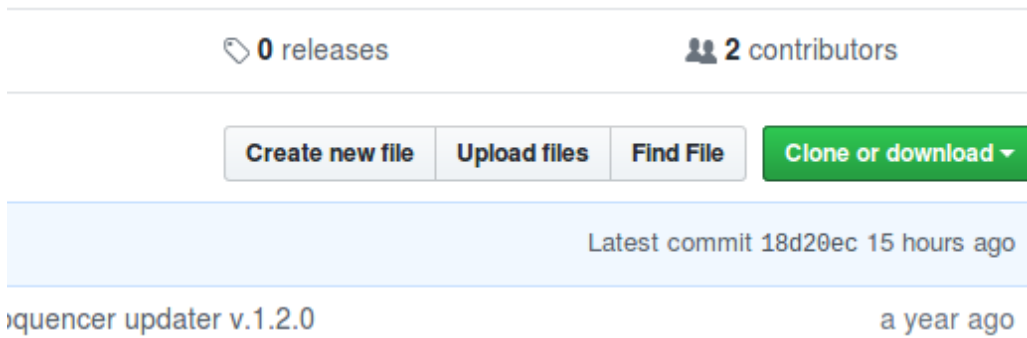 0 releases 2 contributors
Create new file Upload files Find File Clone or download
Latest commit 18d20ec 15 hours ago
updater v.1.2.0 a year ago